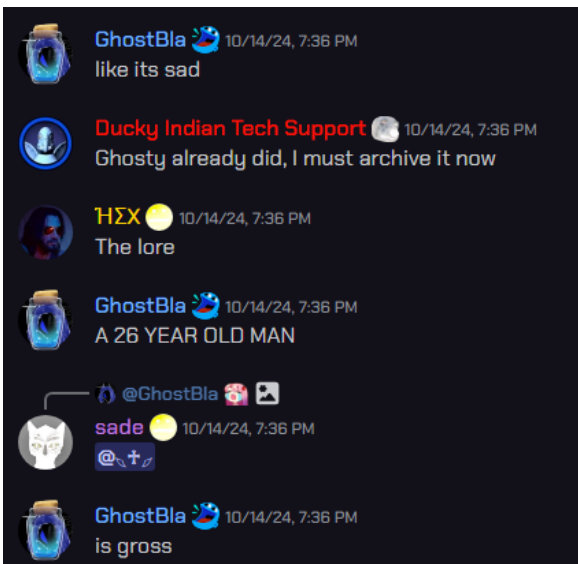 GhostBla 10/14/24, 7:36 PM
like its sad
Ducky Indian Tech Support 10/14/24, 7:36 PM
Ghosty already did, I must archive it now
ΉΣX 10/14/24, 7:36 PM
The lore
GhostBla 10/14/24, 7:36 PM
A 26 YEAR OLD MAN
@GhostBla
sade 10/14/24, 7:36 PM
GhostBla 10/14/24, 7:36 PM
is gross